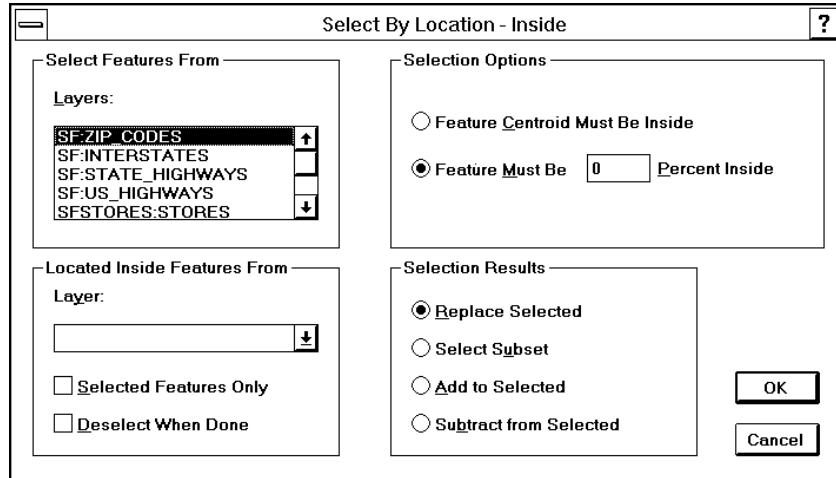 Select By Location - Inside
?
Select Features From
Layers:
SF:ZIP_CODES
SF:INTERSTATES
SF:STATE_HIGHWAYS
SF:US_HIGHWAYS
SFSTORES:STORES
Selection Options
Feature Centroid Must Be Inside
Feature Must Be 0 Percent Inside
Located Inside Features From
Layer:
Selected Features Only
Deselect When Done
Selection Results
Replace Selected
Select Subset
Add to Selected
Subtract from Selected
OK
Cancel